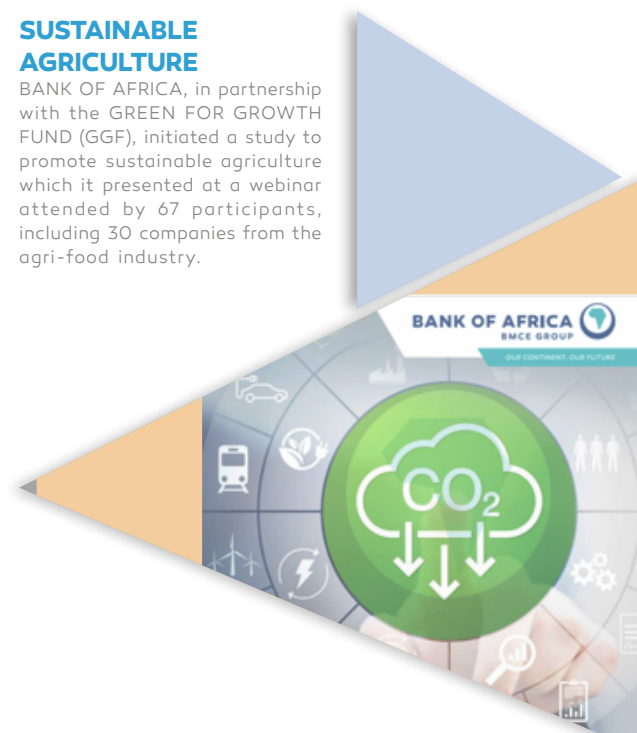 SUSTAINABLE
AGRICULTURE
BANK OF AFRICA, in partnership
with the GREEN FOR GROWTH
FUND (GGF), initiated a study to
promote sustainable agriculture
which it presented at a webinar
attended by 67 participants,
including 30 companies from the
agri-food industry.
BANK OF AFRICA
BMCE GROUP
OUR CONTINENT, OUR FUTURE
CO2